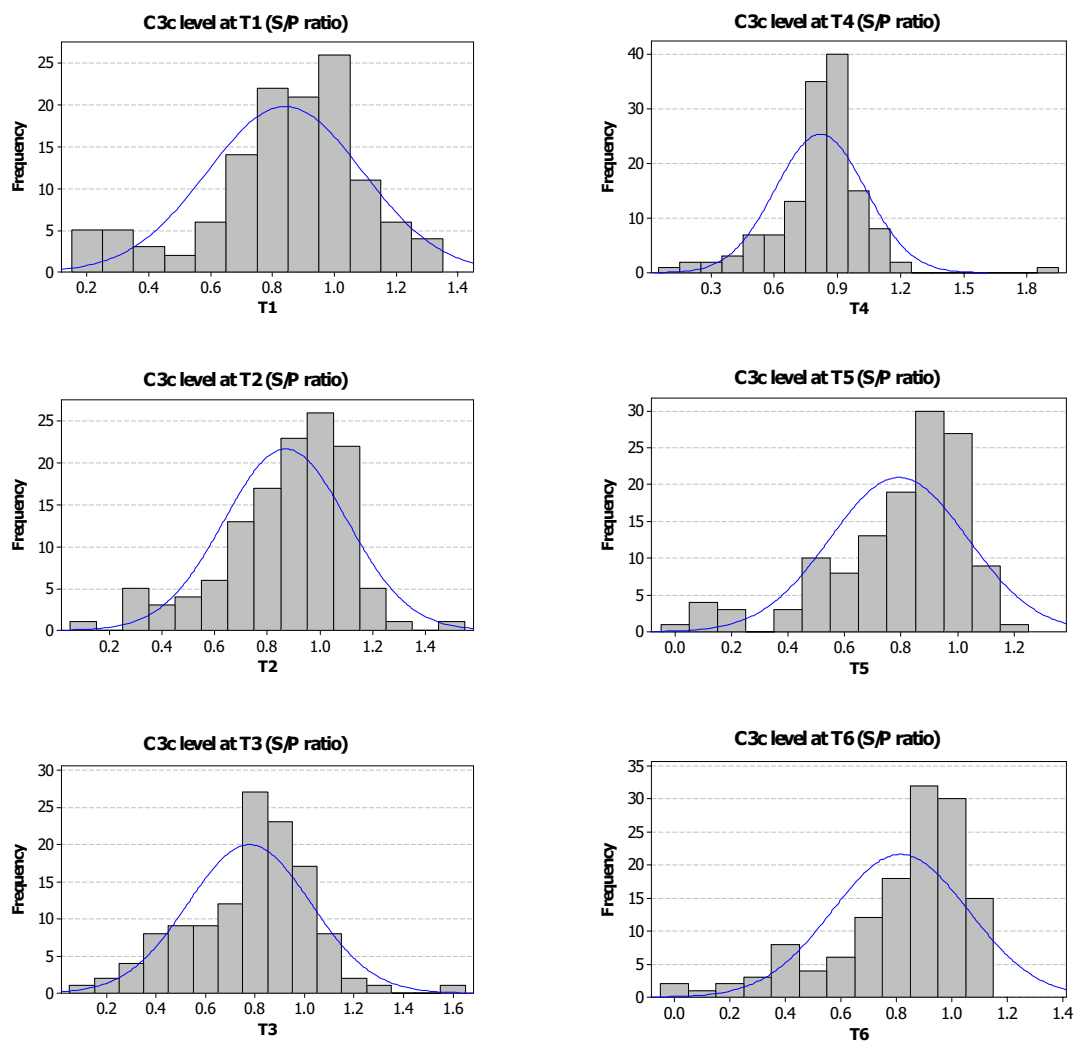 C3c level at T1 (S/P ratio)
25
20
15
10
5
0
Frequency
0.2 0.4 0.6 0.8 1.0 1.2 1.4
T1
C3c level at T4 (S/P ratio)
40
30
20
10
0
Frequency
0.3 0.6 0.9 1.2 1.5 1.8
T4
C3c level at T2 (S/P ratio)
25
20
15
10
5
0
Frequency
0.2 0.4 0.6 0.8 1.0 1.2 1.4
T2
C3c level at T5 (S/P ratio)
30
25
20
15
10
5
0
Frequency
0.0 0.2 0.4 0.6 0.8 1.0 1.2
T5
C3c level at T3 (S/P ratio)
30
25
20
15
10
5
0
Frequency
0.2 0.4 0.6 0.8 1.0 1.2 1.4 1.6
T3
C3c level at T6 (S/P ratio)
35
30
25
20
15
10
5
0
Frequency
0.0 0.2 0.4 0.6 0.8 1.0 1.2 1.4
T6